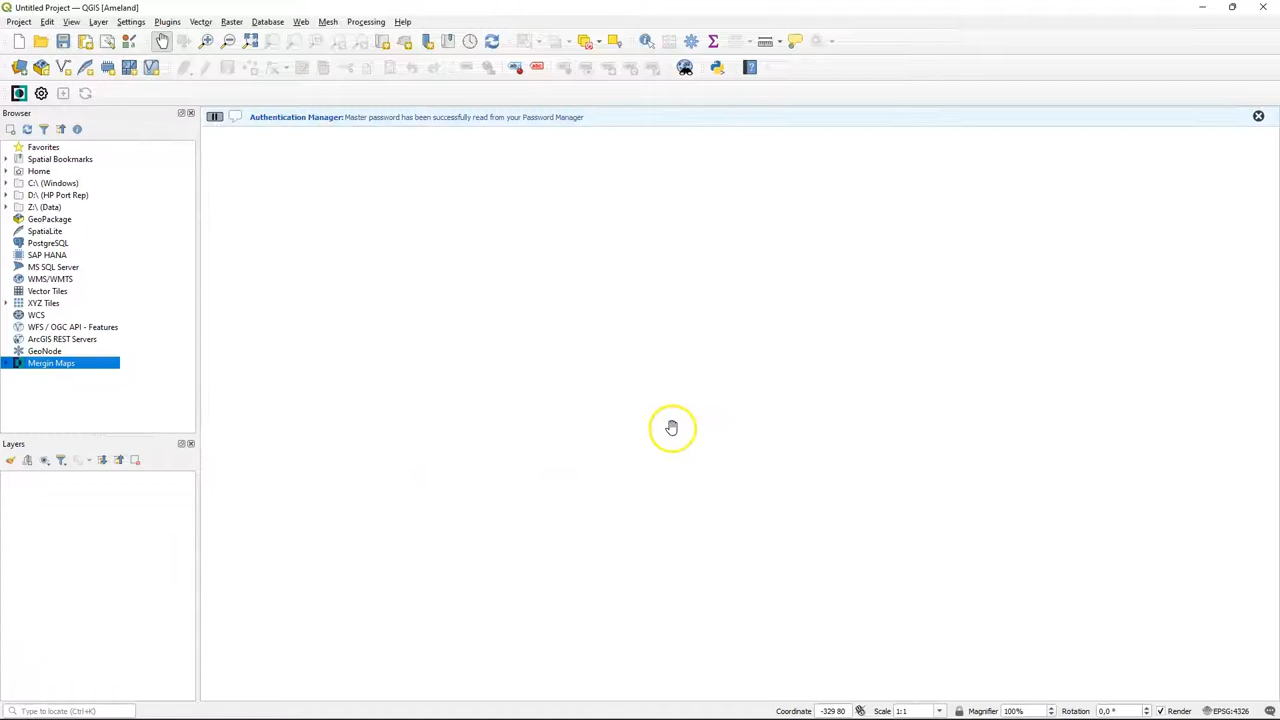 Untitled Project — QGIS [Ameland]
Project Edit View Layer Settings Plugins Vector Raster Database Web Mesh Processing Help
Browser
Authentication Manager: Master password has been successfully read from your Password Manager
Favorites
Spatial Bookmarks
Home
C:\ (Windows)
D:\ (HP Port Rep)
Z:\ (Data)
GeoPackage
SpatiaLite
PostgreSQL
SAP HANA
MS SQL Server
WMS/WMTS
Vector Tiles
XYZ Tiles
WCS
WFS / OGC API - Features
ArcGIS REST Servers
GeoNode
Mergin Maps
Layers
Type to locate (Ctrl+K)
Coordinate -329 80 Scale 1:1 Magnifier 100% Rotation 0,0 ° Render EPSG:4326